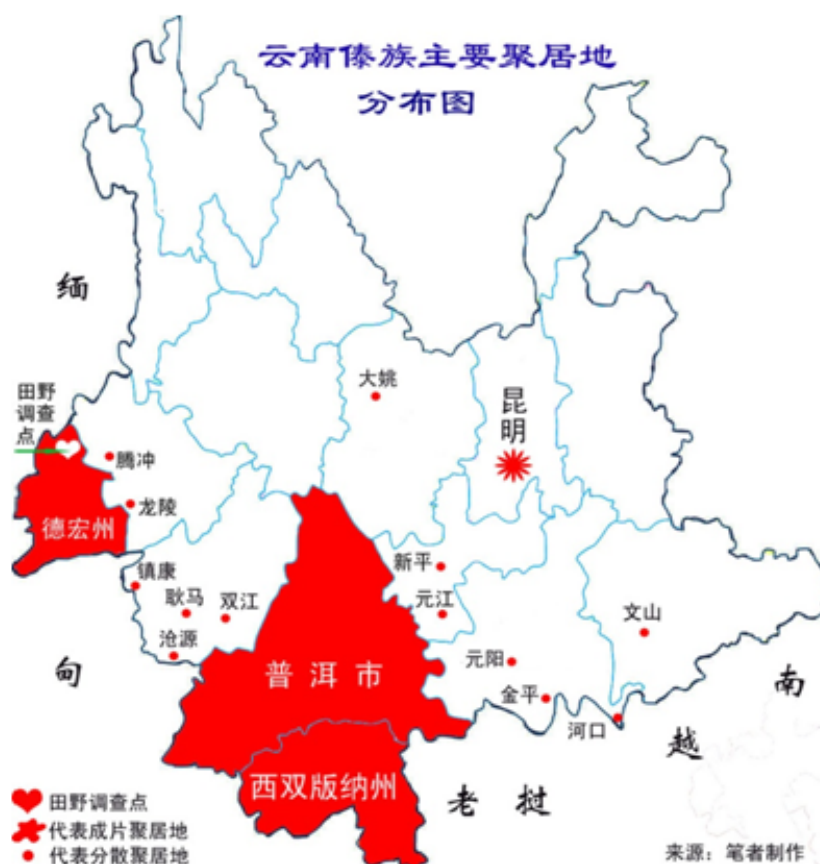 云南傣族主要聚居地
分布图
缅
大姚
田野
调查
点
昆
明
腾冲
龙陵
德宏州
新平
镇康
耿马
双江
元江
文山
沧源
元阳
普洱市
甸
南
金平
河口
越
西双版纳州
老 挝
田野调查点
代表成片聚居地
代表分散聚居地
来源：笔者制作